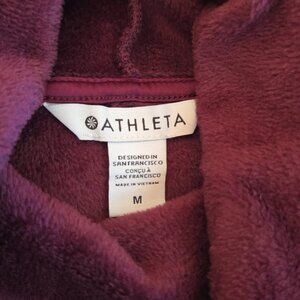 ATHLETA
DESIGNED IN
SAN FRANCISCO
CONÇU À
SAN FRANCISCO
MADE IN VIETNAM
M